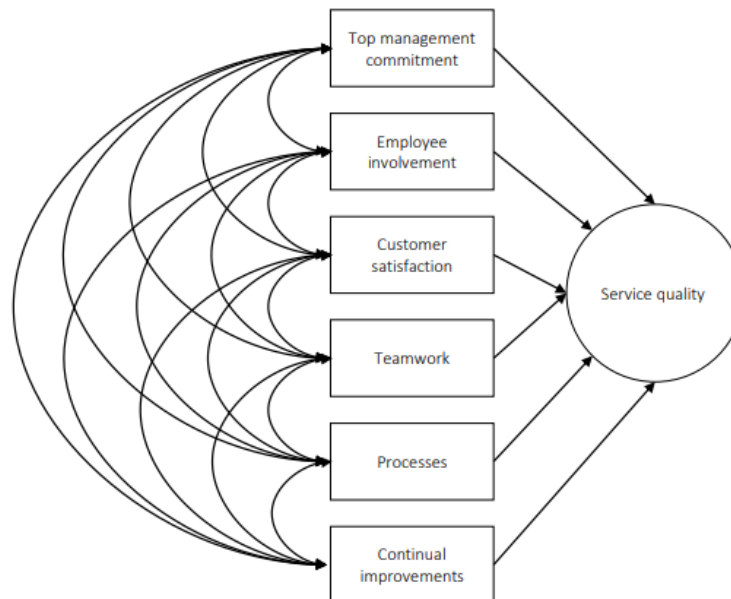 Top management
commitment
Employee
involvement
Customer
satisfaction
Service quality
Teamwork
Processes
Continual
improvements